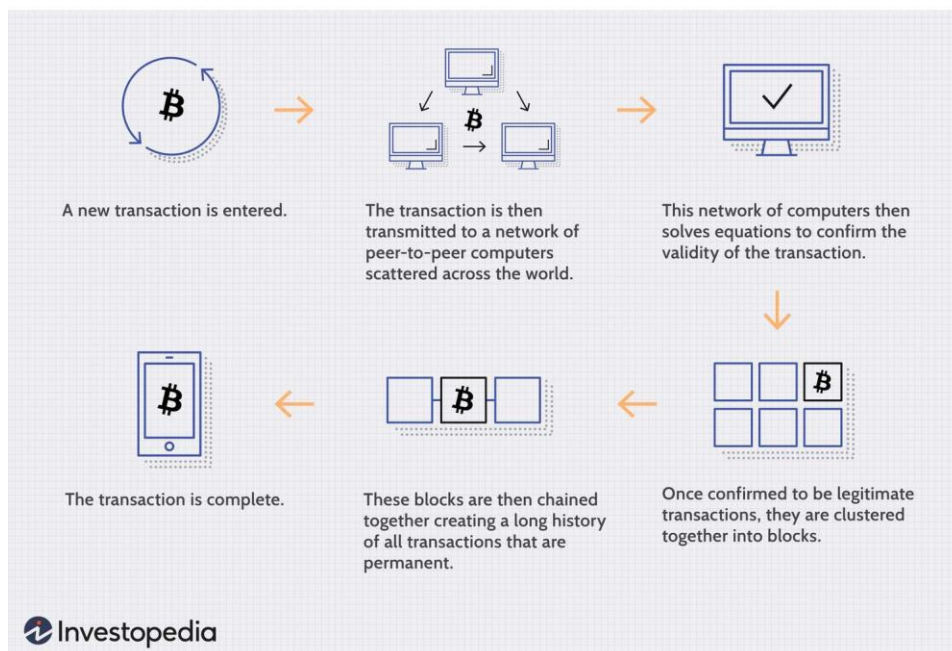 A new transaction is entered.
The transaction is then
transmitted to a network of
peer-to-peer computers
scattered across the world.
This network of computers then
solves equations to confirm the
validity of the transaction.
Once confirmed to be legitimate
transactions, they are clustered
together into blocks.
These blocks are then chained
together creating a long history
of all transactions that are
permanent.
The transaction is complete.
Investopedia